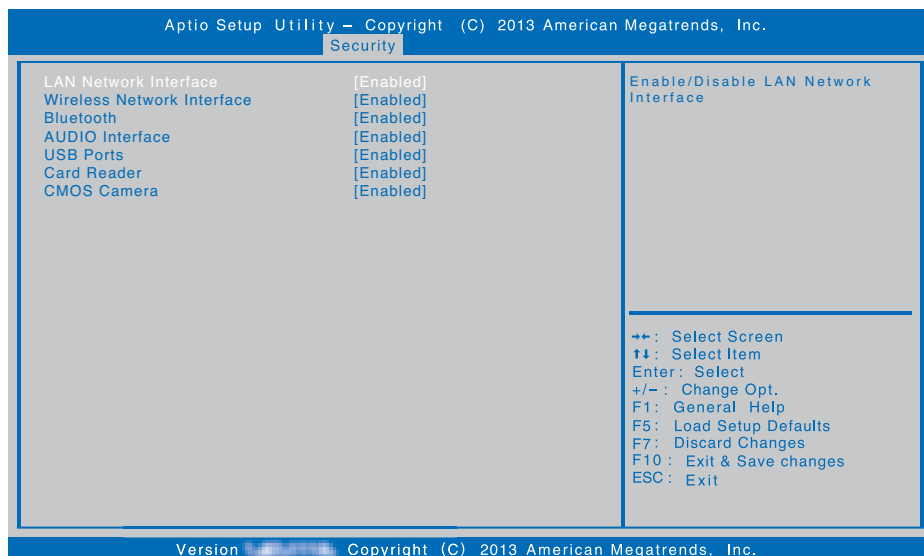 Aptio Setup Utility – Copyright (C) 2013 American Megatrends, Inc.
Security
LAN Network Interface [Enabled]
Wireless Network Interface [Enabled]
Bluetooth [Enabled]
AUDIO Interface [Enabled]
USB Ports [Enabled]
Card Reader [Enabled]
CMOS Camera [Enabled]
Enable/Disable LAN Network
Interface
→←: Select Screen
↑↓: Select Item
Enter: Select
+/–: Change Opt.
F1: General Help
F5: Load Setup Defaults
F7: Discard Changes
F10: Exit & Save changes
ESC: Exit
Version Copyright (C) 2013 American Megatrends, Inc.